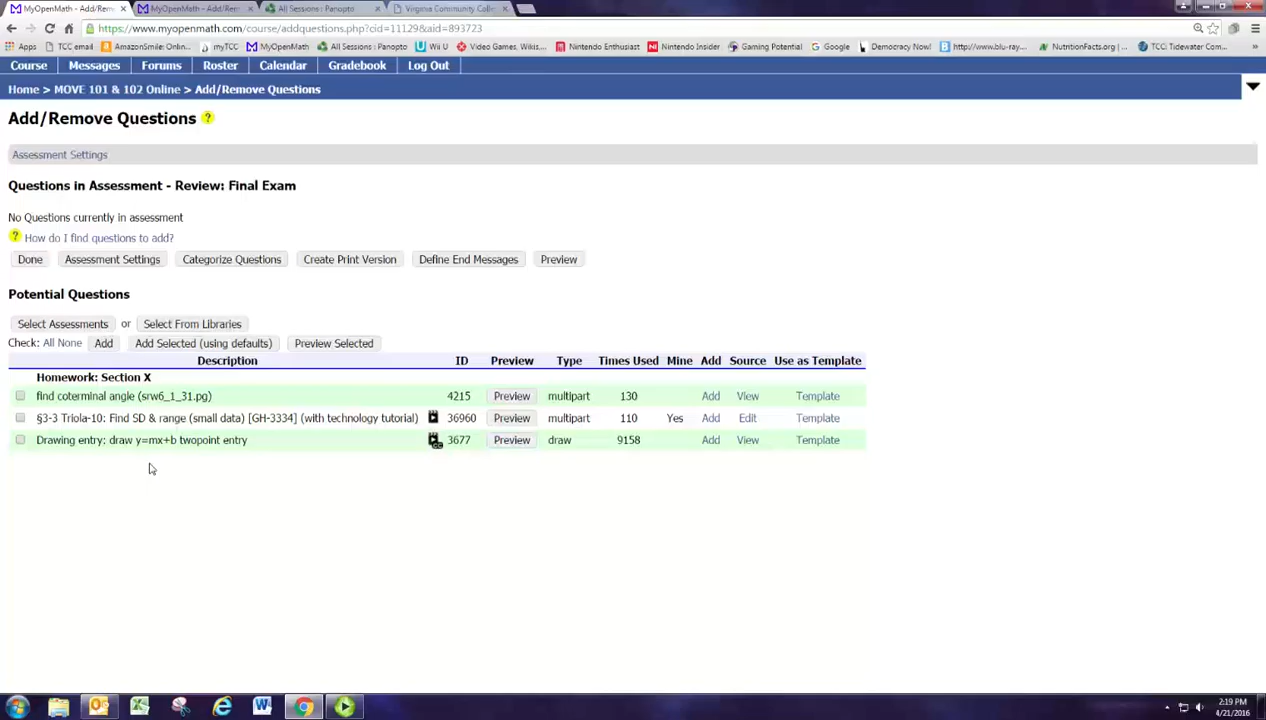 MyOpenMath - Add/Rem
MyOpenMath - Add/Rem
All Sessions : Panopto
Virginia Community Colle
https://www.myopenmath.com/course/addquestions.php?cid=11129&aid=893723
Apps TCC email AmazonSmile: Onlin... myTCC MyOpenMath All Sessions : Panopto Wii U Video Games, Wikis... Nintendo Enthusiast Nintendo Insider Gaming Potential Google Democracy Now! http://www.blu-ray... NutritionFacts.org |... TCC: Tidewater Com...
Course Messages Forums Roster Calendar Gradebook Log Out
Home > MOVE 101 & 102 Online > Add/Remove Questions
Add/Remove Questions ?
Assessment Settings
Questions in Assessment - Review: Final Exam
No Questions currently in assessment
? How do I find questions to add?
Done Assessment Settings Categorize Questions Create Print Version Define End Messages Preview
Potential Questions
Select Assessments or Select From Libraries
Check: All None Add Add Selected (using defaults) Preview Selected
Description ID Preview Type Times Used Mine Add Source Use as Template
Homework: Section X
find coterminal angle (srw6_1_31.pg) 4215 Preview multipart 130 Add View Template
§3-3 Triola-10: Find SD & range (small data) [GH-3334] (with technology tutorial) 36960 Preview multipart 110 Yes Add Edit Template
Drawing entry: draw y=mx+b twopoint entry CC 3677 Preview draw 9158 Add View Template
2:19 PM
4/21/2016